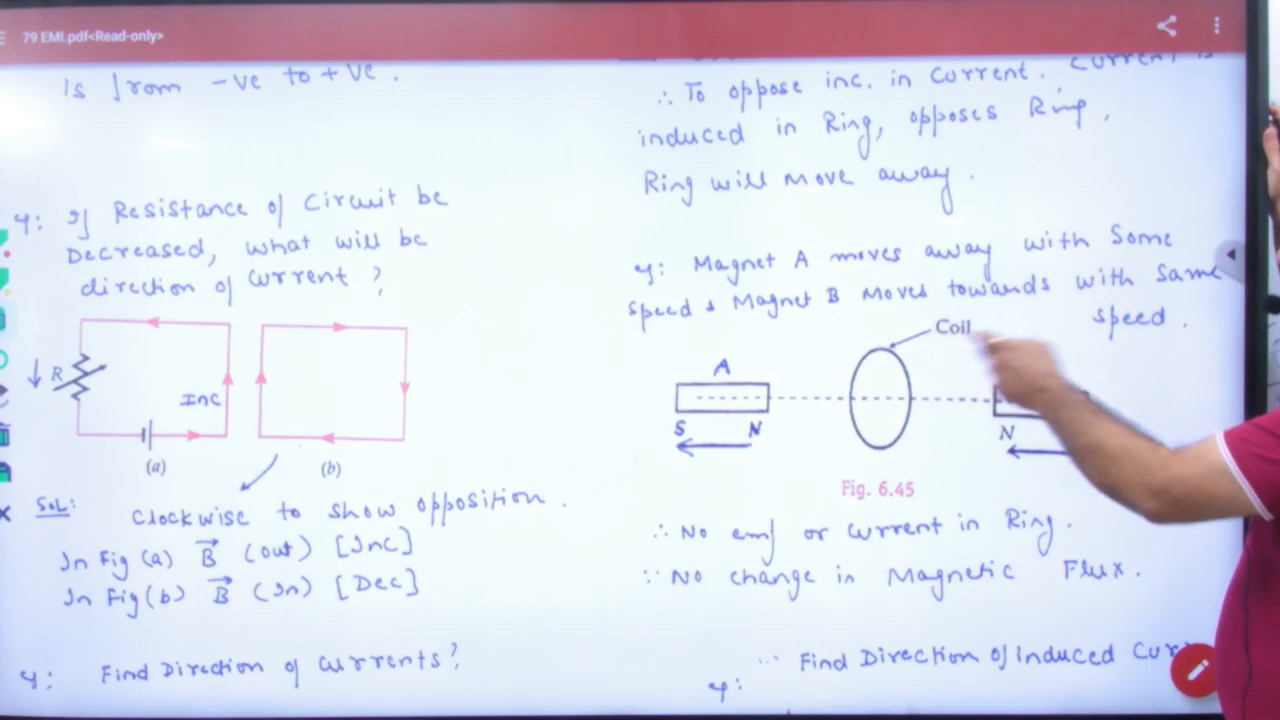 79 EMI.pdf<Read-only>
is from -ve to +ve.
If Resistance of Circuit be
Decreased, what will be
direction of current ?
R
Inc
(a)
(b)
Sol:
Clockwise to show opposition.
In Fig (a) B (out) [Inc]
In Fig (b) B (In) [Dec]
Find Direction of currents?
∴ To oppose inc. in current. Current is
induced in Ring, opposes Ring,
Ring will move away.
Magnet A moves away with Some
Speed & Magnet B moves towards with Same
speed.
Coil
A
S N
N
Fig. 6.45
∴ No emf or current in Ring.
∵ No change in Magnetic Flux.
Find Direction of induced